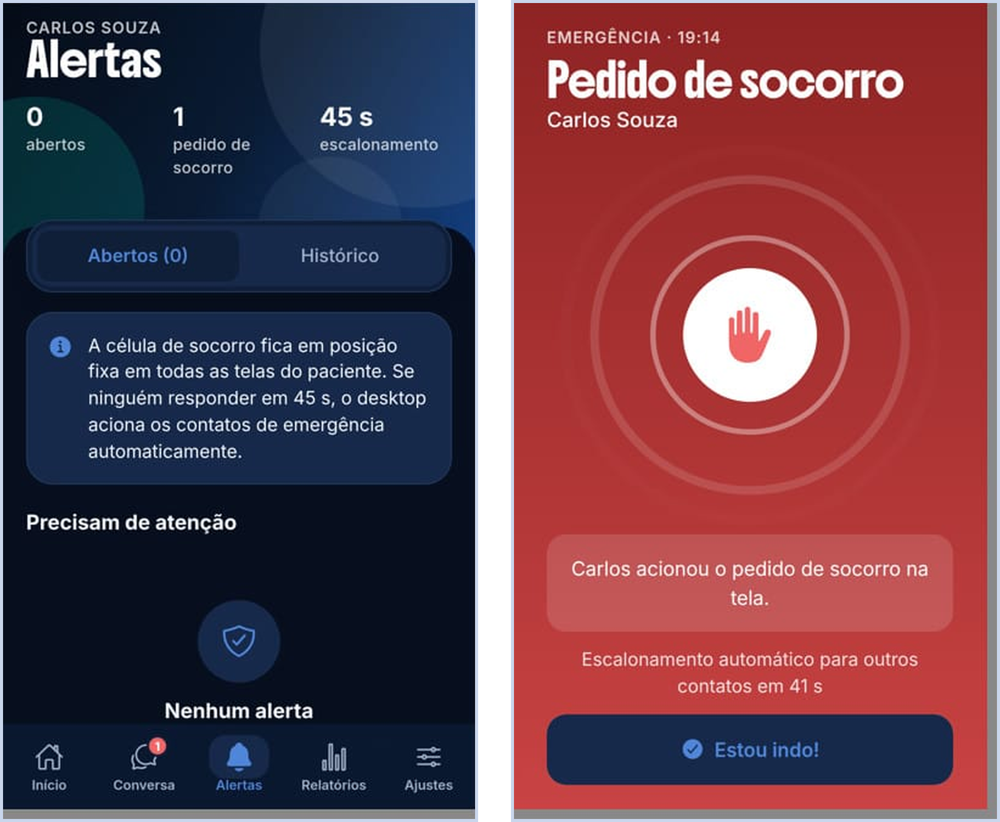 CARLOS SOUZA
Alertas
0
abertos
1
pedido de
socorro
45 s
escalonamento
Abertos (0)
Histórico
A célula de socorro fica em posição
fixa em todas as telas do paciente. Se
ninguém responder em 45 s, o desktop
aciona os contatos de emergência
automaticamente.
Precisam de atenção
Nenhum alerta
Início
1
Conversa
Alertas
Relatórios
Ajustes
EMERGÊNCIA · 19:14
Pedido de socorro
Carlos Souza
Carlos acionou o pedido de socorro na
tela.
Escalonamento automático para outros
contatos em 41 s
Estou indo!